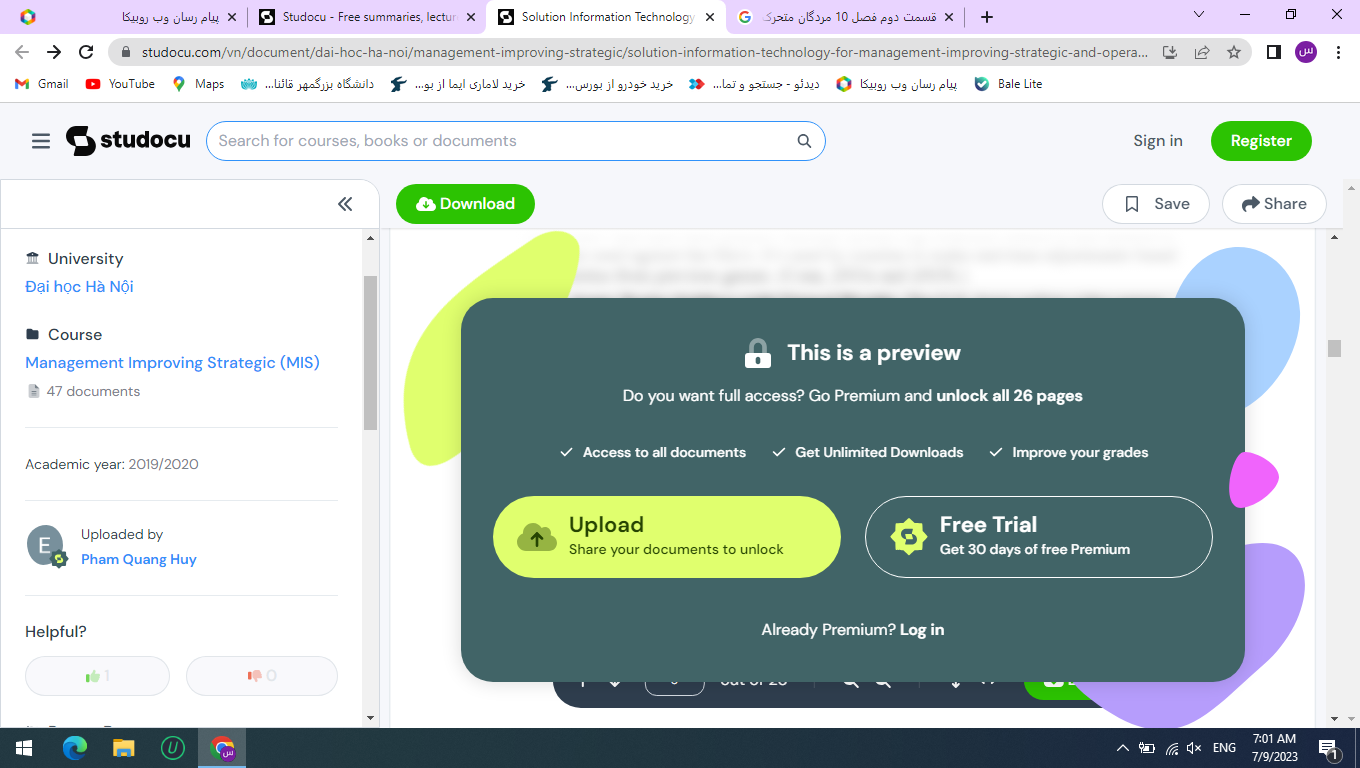 پیام رسان وب روبیکا
Studocu - Free summaries, lectur
Solution Information Technology
قسمت دوم فصل 10 مردگان متحرک
studocu.com/vn/document/dai-hoc-ha-noi/management-improving-strategic/solution-information-technology-for-management-improving-strategic-and-opera...
س
Gmail
YouTube
Maps
دانشگاه بزرگمهر قائنا...
خرید لاماری ایما از بو...
خرید خودرو از بورس...
دیدئو - جستجو و تما...
پیام رسان وب روبیکا
Bale Lite
studocu
Search for courses, books or documents
Sign in
Register
Download
Save
Share
University
Đại học Hà Nội
Course
Management Improving Strategic (MIS)
47 documents
Academic year: 2019/2020
E
Uploaded by
Pham Quang Huy
Helpful?
1
0
This is a preview
Do you want full access? Go Premium and unlock all 26 pages
Access to all documents
Get Unlimited Downloads
Improve your grades
Upload
Share your documents to unlock
Free Trial
Get 30 days of free Premium
Already Premium? Log in
س
ENG
7:01 AM
7/9/2023
1